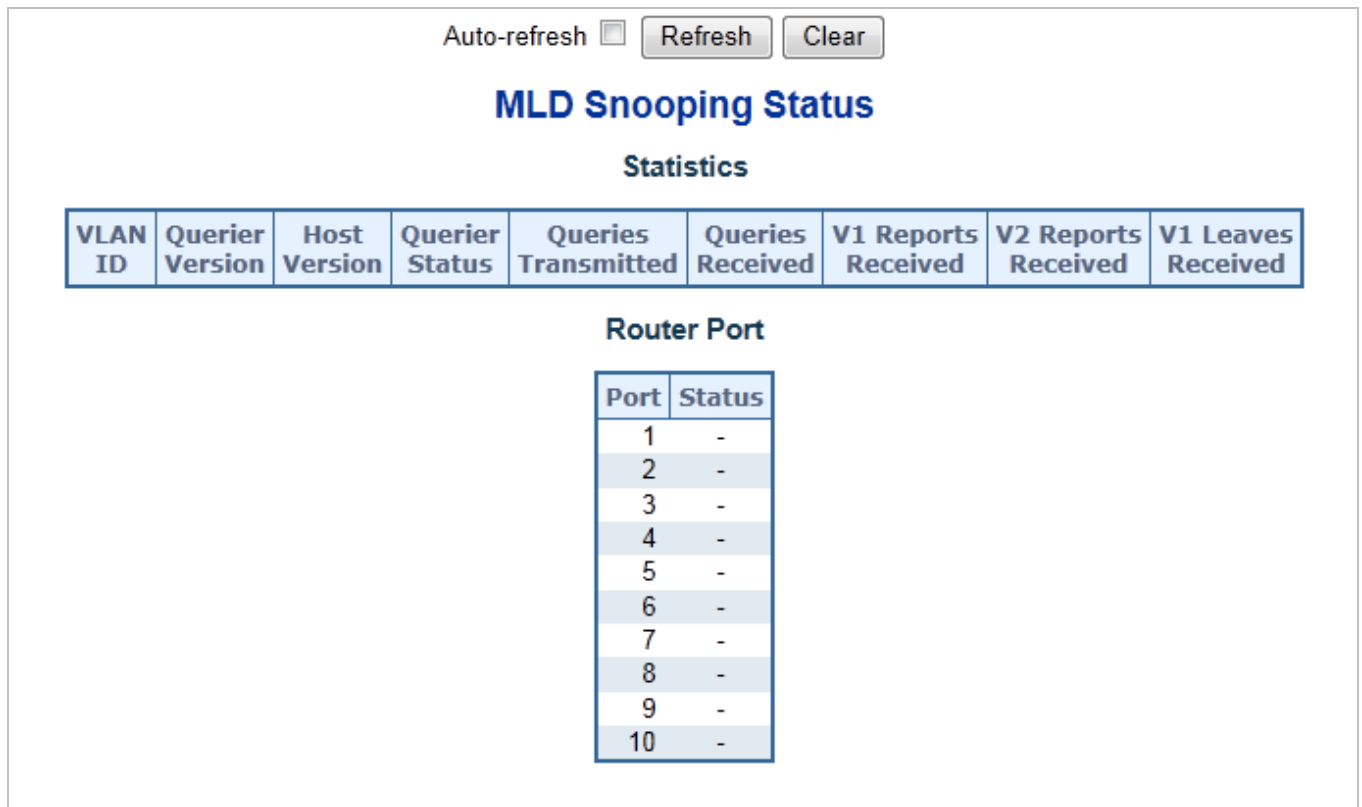 Auto-refresh Refresh Clear
MLD Snooping Status
Statistics
VLAN ID Querier Version Host Version Querier Status Queries Transmitted Queries Received V1 Reports Received V2 Reports Received V1 Leaves Received
Router Port
Port Status
1 -
2 -
3 -
4 -
5 -
6 -
7 -
8 -
9 -
10 -